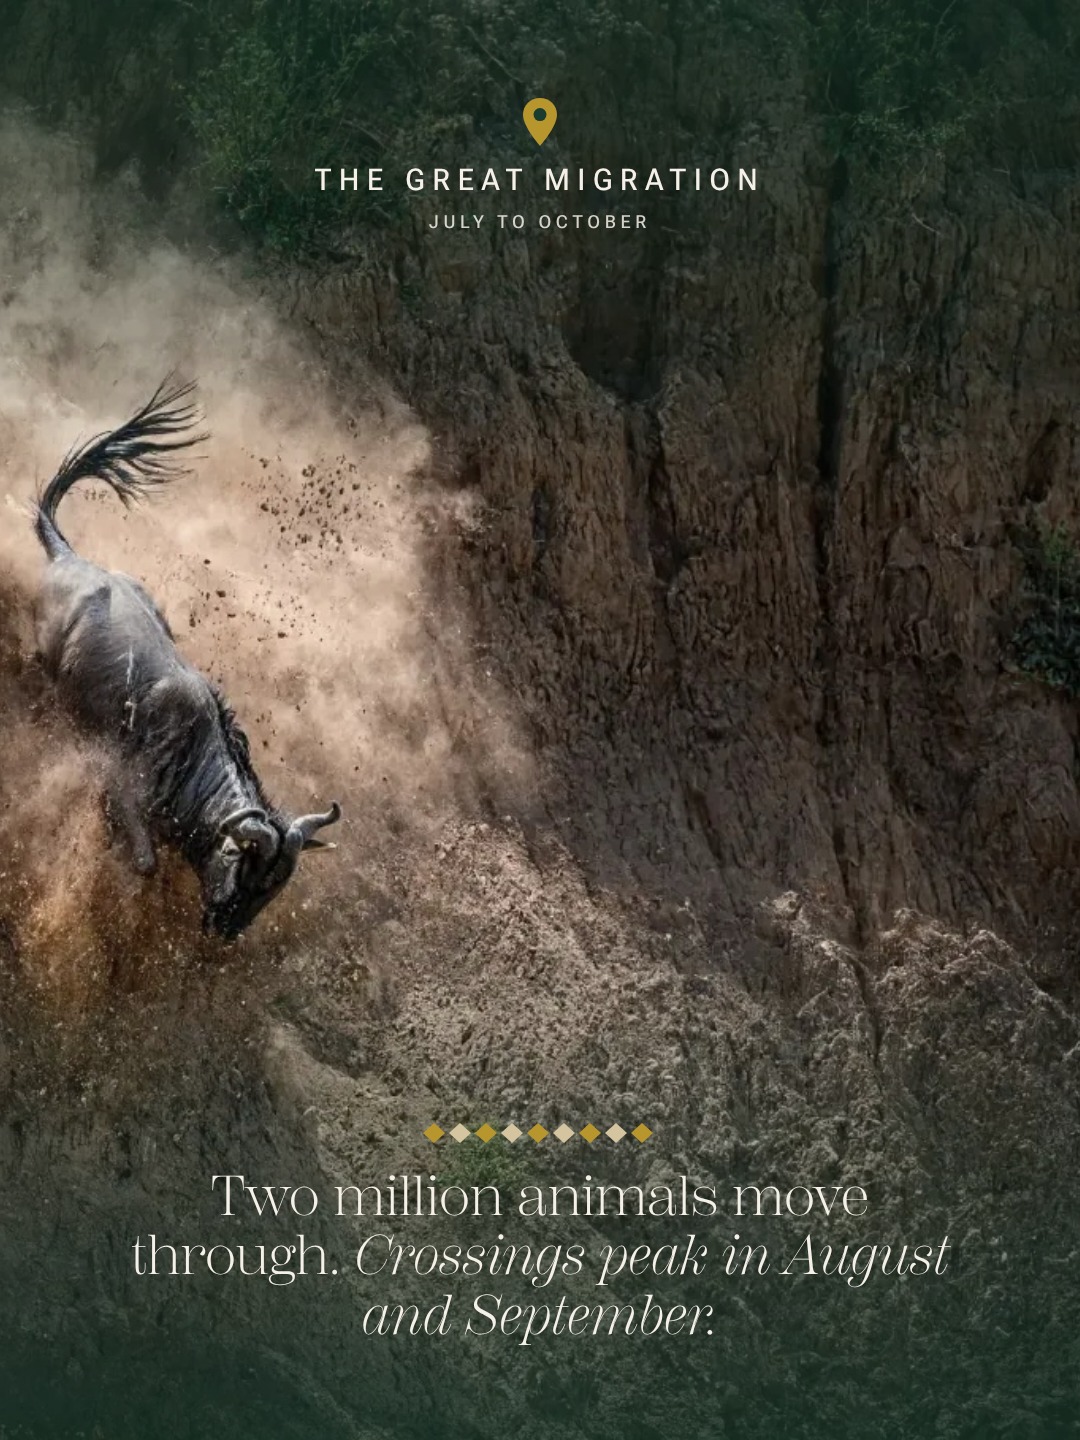 THE GREAT MIGRATION
JULY TO OCTOBER
Two million animals move
through. Crossings peak in August
and September.